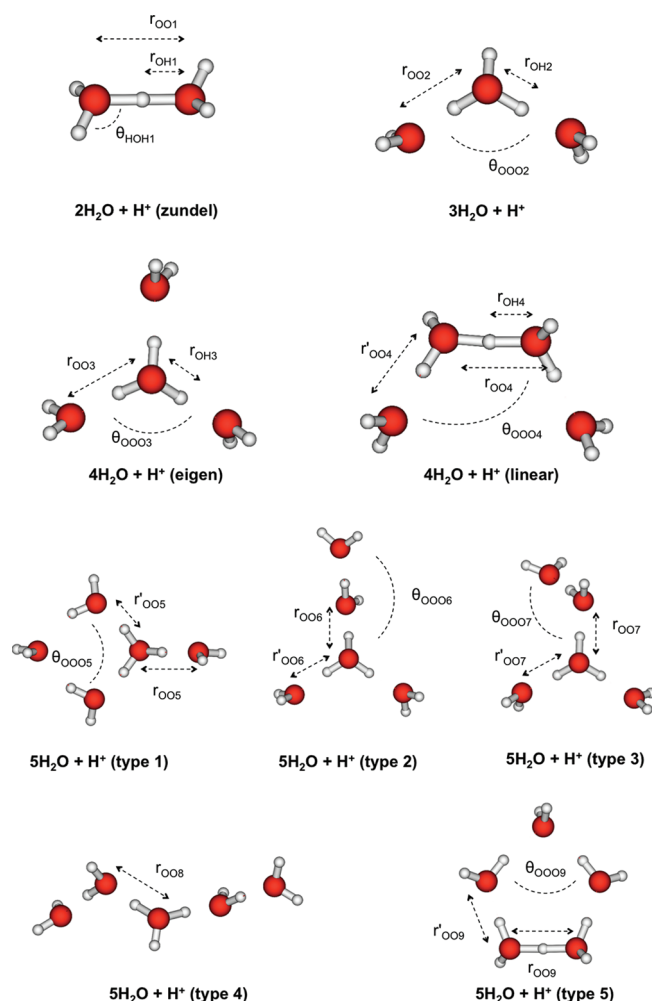 r_OO1
r_OH1
θ_HOH1
2H₂O + H⁺ (zundel)
r_OO2
r_OH2
θ_OOO2
3H₂O + H⁺
r_OO3
r_OH3
θ_OOO3
4H₂O + H⁺ (eigen)
r_OH4
r'_OO4
r_OO4
θ_OOO4
4H₂O + H⁺ (linear)
r'_OO5
θ_OOO5
r_OO5
5H₂O + H⁺ (type 1)
θ_OOO6
r_OO6
r'_OO6
5H₂O + H⁺ (type 2)
θ_OOO7
r_OO7
r'_OO7
5H₂O + H⁺ (type 3)
r_OO8
5H₂O + H⁺ (type 4)
θ_OOO9
r'_OO9
r_OO9
5H₂O + H⁺ (type 5)